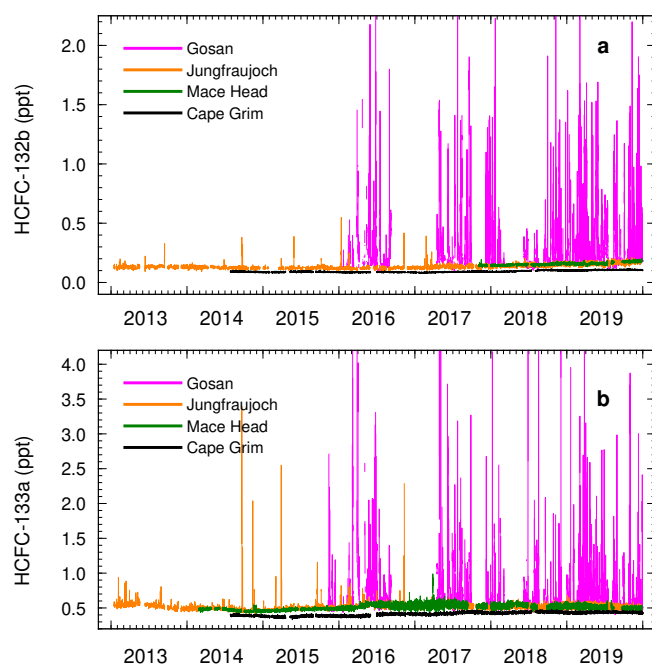 HCFC-132b (ppt)
2.0
1.5
1.0
0.5
0.0
Gosan
Jungfraujoch
Mace Head
Cape Grim
a
2013 2014 2015 2016 2017 2018 2019
HCFC-133a (ppt)
4.0
3.5
3.0
2.5
2.0
1.5
1.0
0.5
Gosan
Jungfraujoch
Mace Head
Cape Grim
b
2013 2014 2015 2016 2017 2018 2019